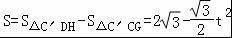 S=S△C′DH-S△C′CG=2√3-√3/2 t²